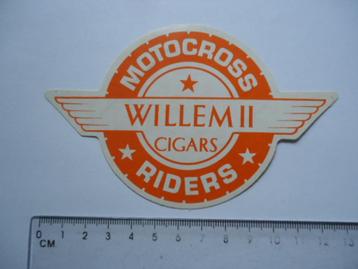 MOTOCROSS
WILLEM II
CIGARS
RIDERS
0 1 2 3 4 5 6 7 8 9 10 11 12 13
CM